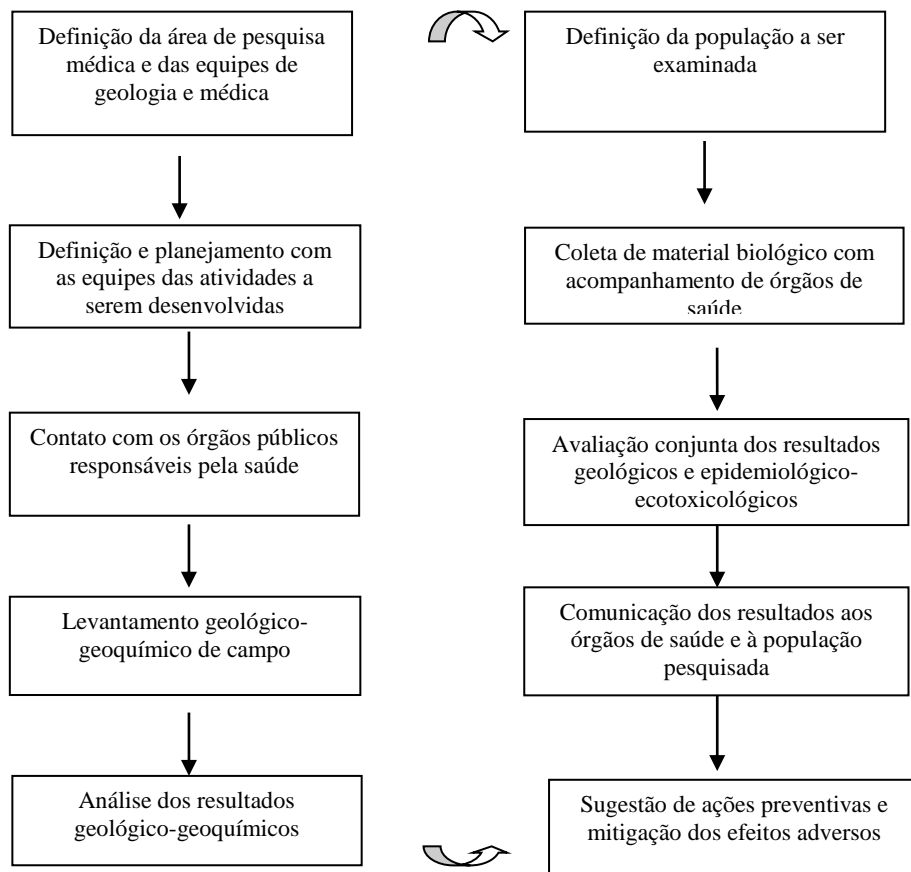 Definição da área de pesquisa
médica e das equipes de
geologia e médica
Definição e planejamento com
as equipes das atividades a
serem desenvolvidas
Contato com os órgãos públicos
responsáveis pela saúde
Levantamento geológico-
geoquímico de campo
Análise dos resultados
geológico-geoquímicos
Definição da população a ser
examinada
Coleta de material biológico com
acompanhamento de órgãos de
saúde
Avaliação conjunta dos resultados
geológicos e epidemiológico-
ecotoxicológicos
Comunicação dos resultados aos
órgãos de saúde e à população
pesquisada
Sugestão de ações preventivas e
mitigação dos efeitos adversos